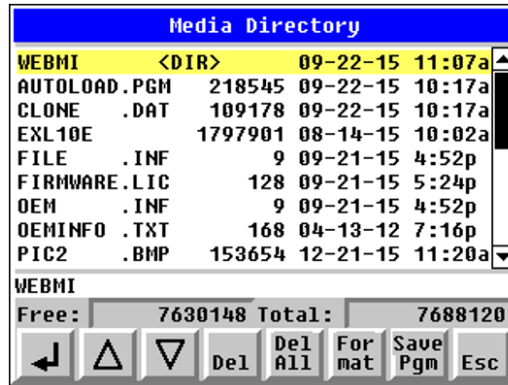 Media Directory
WEBMI <DIR> 09-22-15 11:07a
AUTOLOAD.PGM 218545 09-22-15 10:17a
CLONE .DAT 109178 09-22-15 10:17a
EXL10E 1797901 08-14-15 10:02a
FILE .INF 9 09-21-15 4:52p
FIRMWARE.LIC 128 09-21-15 5:24p
OEM .INF 9 09-21-15 4:52p
OEMINFO .TXT 168 04-13-12 7:16p
PIC2 .BMP 153654 12-21-15 11:20a
WEBMI
Free: 7630148 Total: 7688120
Del Del All For mat Save Pgm Esc